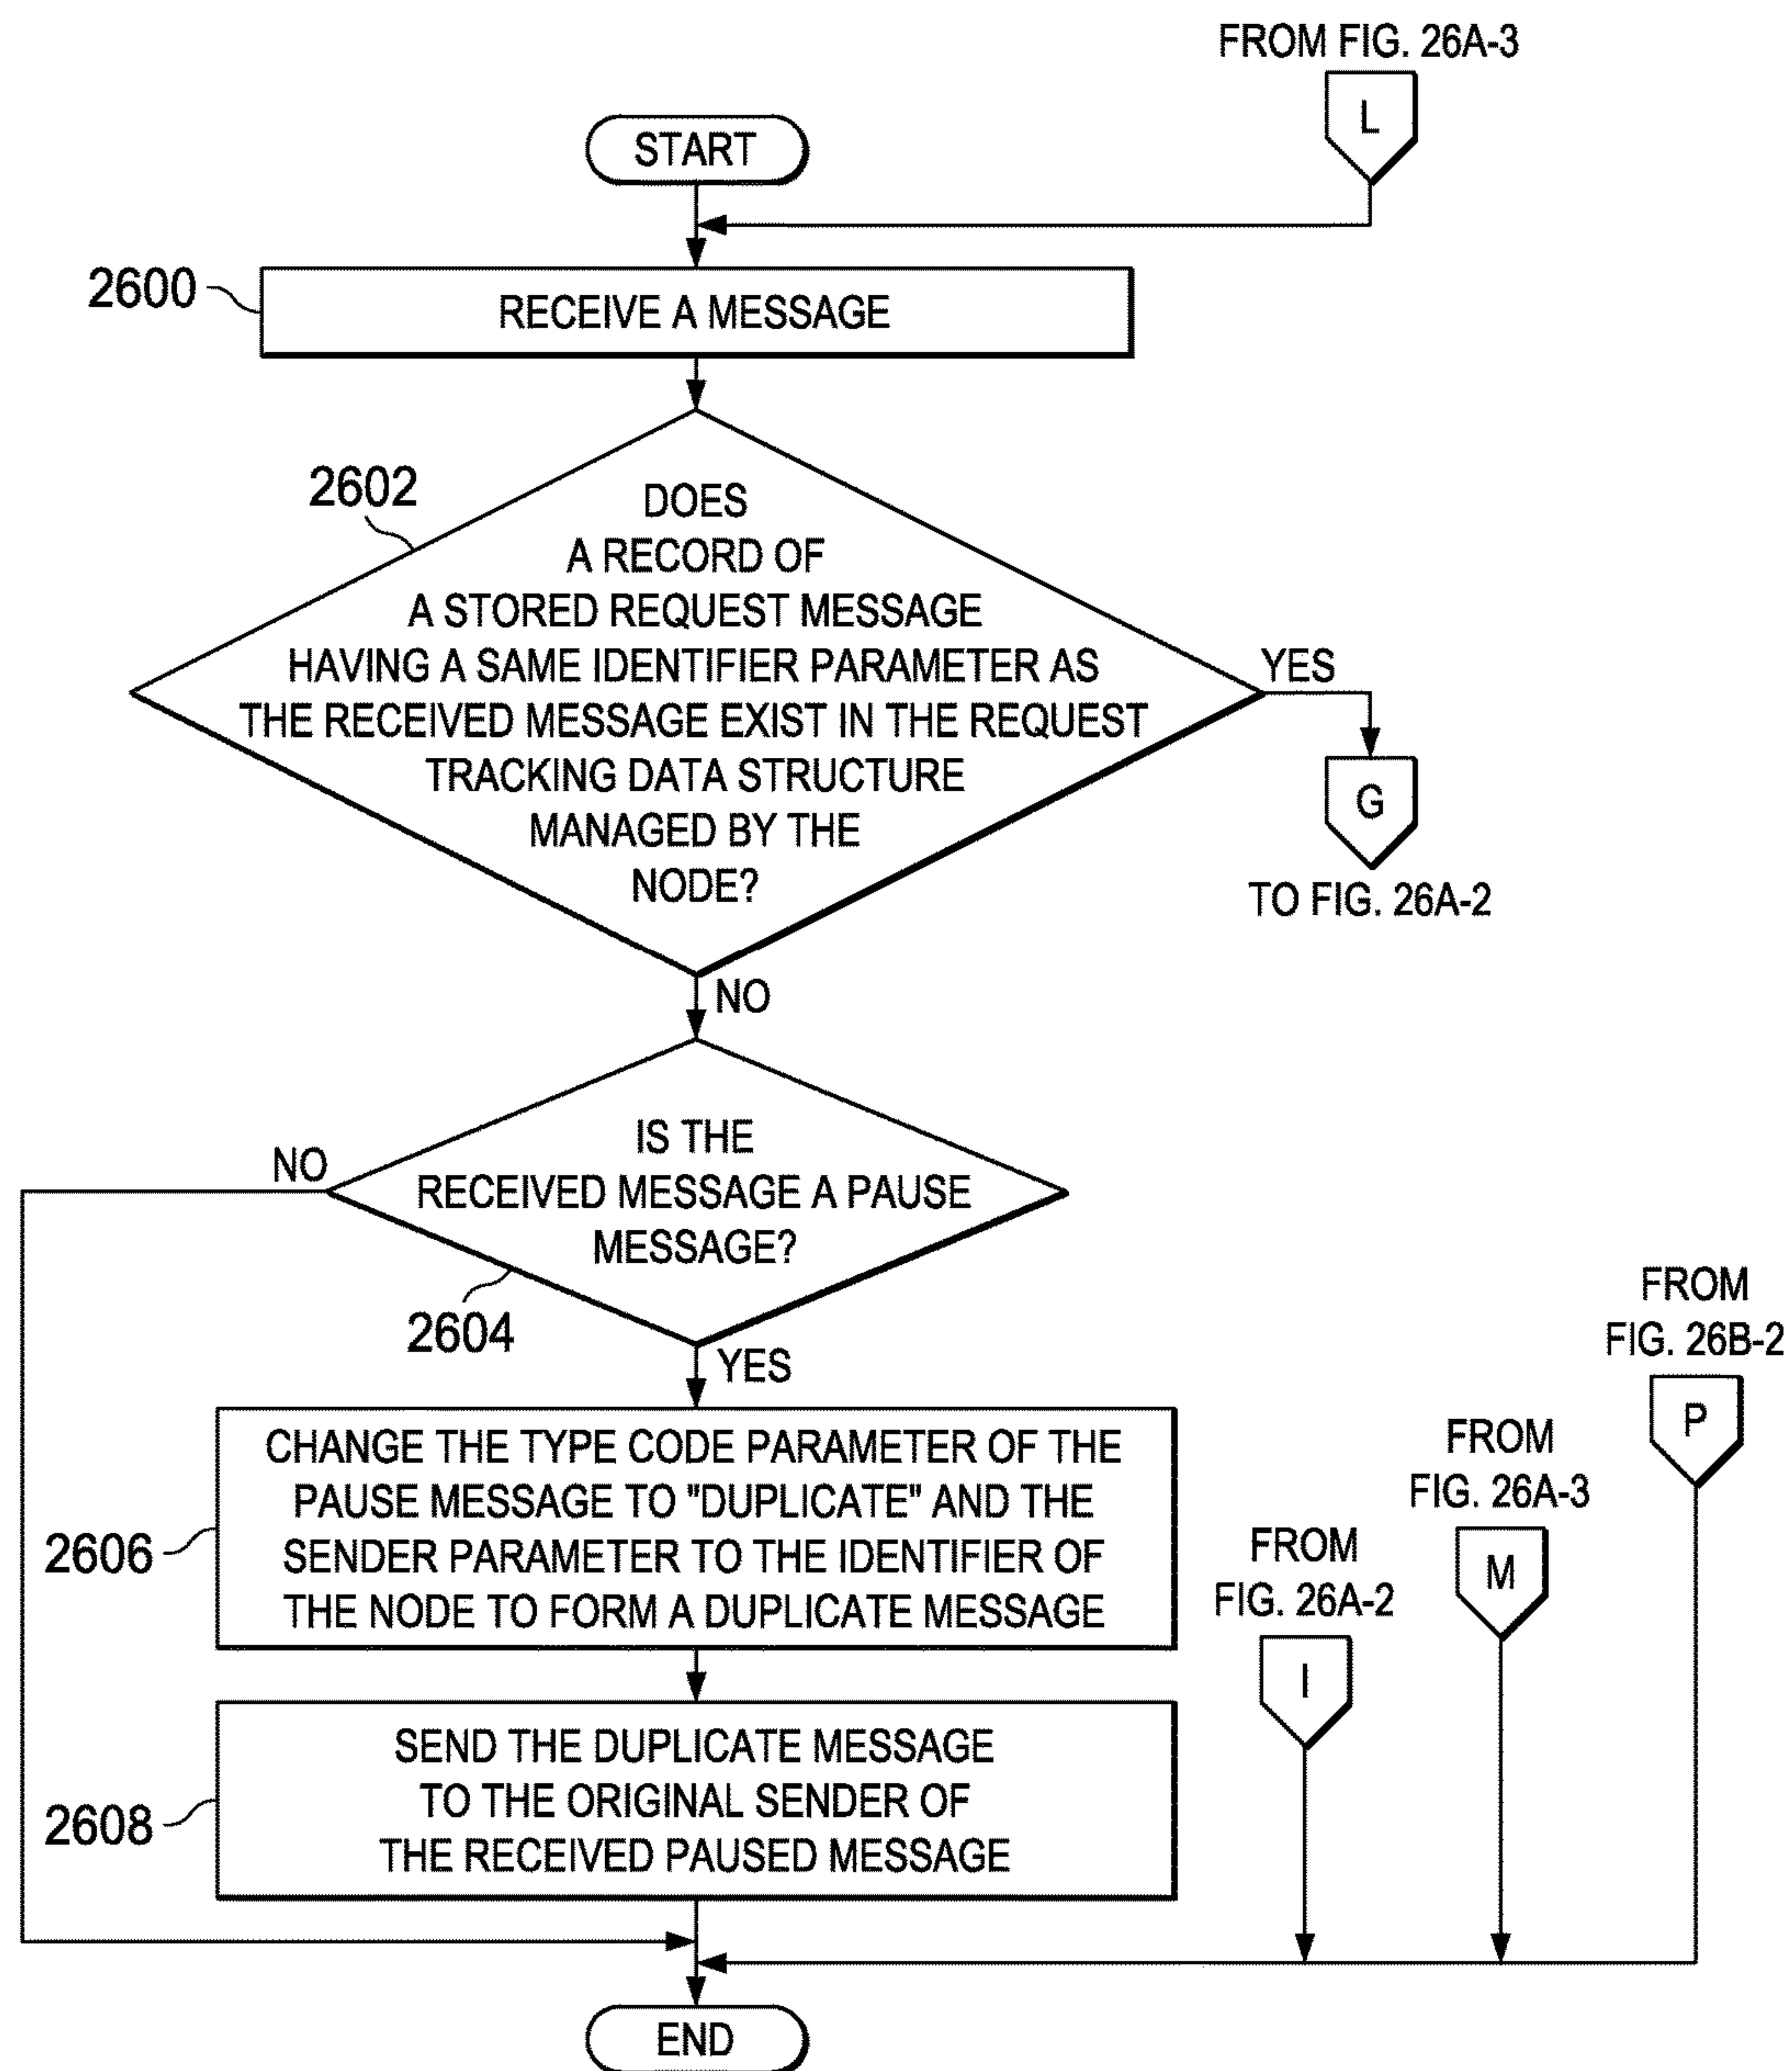 FROM FIG. 26A-3
L
START
2600
RECEIVE A MESSAGE
2602
DOES
A RECORD OF
A STORED REQUEST MESSAGE
HAVING A SAME IDENTIFIER PARAMETER AS
THE RECEIVED MESSAGE EXIST IN THE REQUEST
TRACKING DATA STRUCTURE
MANAGED BY THE
NODE?
YES
G
TO FIG. 26A-2
NO
IS THE
RECEIVED MESSAGE A PAUSE
MESSAGE?
NO
2604
YES
CHANGE THE TYPE CODE PARAMETER OF THE
PAUSE MESSAGE TO "DUPLICATE" AND THE
SENDER PARAMETER TO THE IDENTIFIER OF
THE NODE TO FORM A DUPLICATE MESSAGE
2606
SEND THE DUPLICATE MESSAGE
TO THE ORIGINAL SENDER OF
THE RECEIVED PAUSED MESSAGE
2608
FROM
FIG. 26A-2
I
FROM
FIG. 26A-3
M
FROM
FIG. 26B-2
P
END